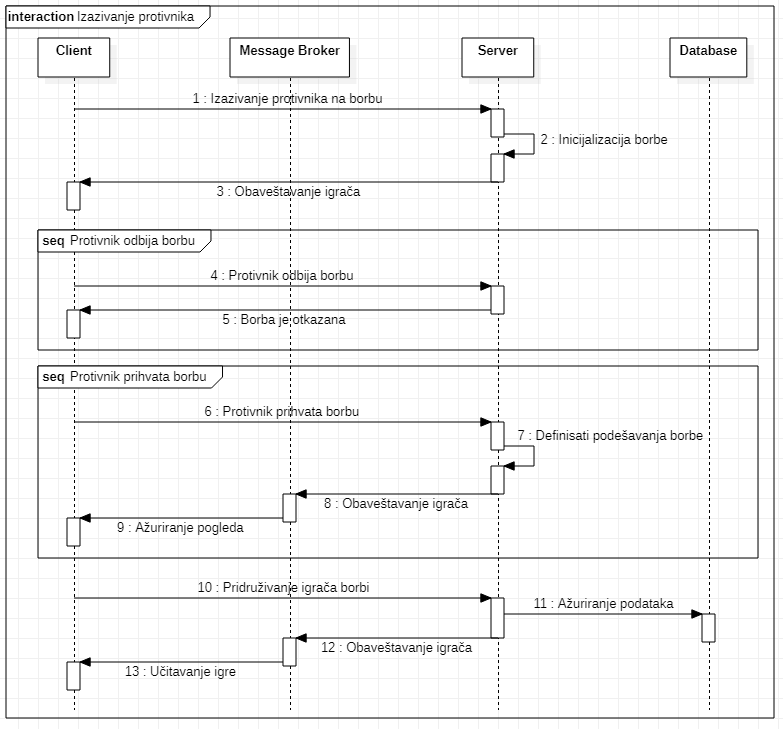 interaction Izazivanje protivnika
Client
Message Broker
Server
Database
1 : Izazivanje protivnika na borbu
2 : Inicijalizacija borbe
3 : Obaveštavanje igrača
seq Protivnik odbija borbu
4 : Protivnik odbija borbu
5 : Borba je otkazana
seq Protivnik prihvata borbu
6 : Protivnik prihvata borbu
7 : Definisati podešavanja borbe
8 : Obaveštavanje igrača
9 : Ažuriranje pogleda
10 : Pridruživanje igrača borbi
11 : Ažuriranje podataka
12 : Obaveštavanje igrača
13 : Učitavanje igre